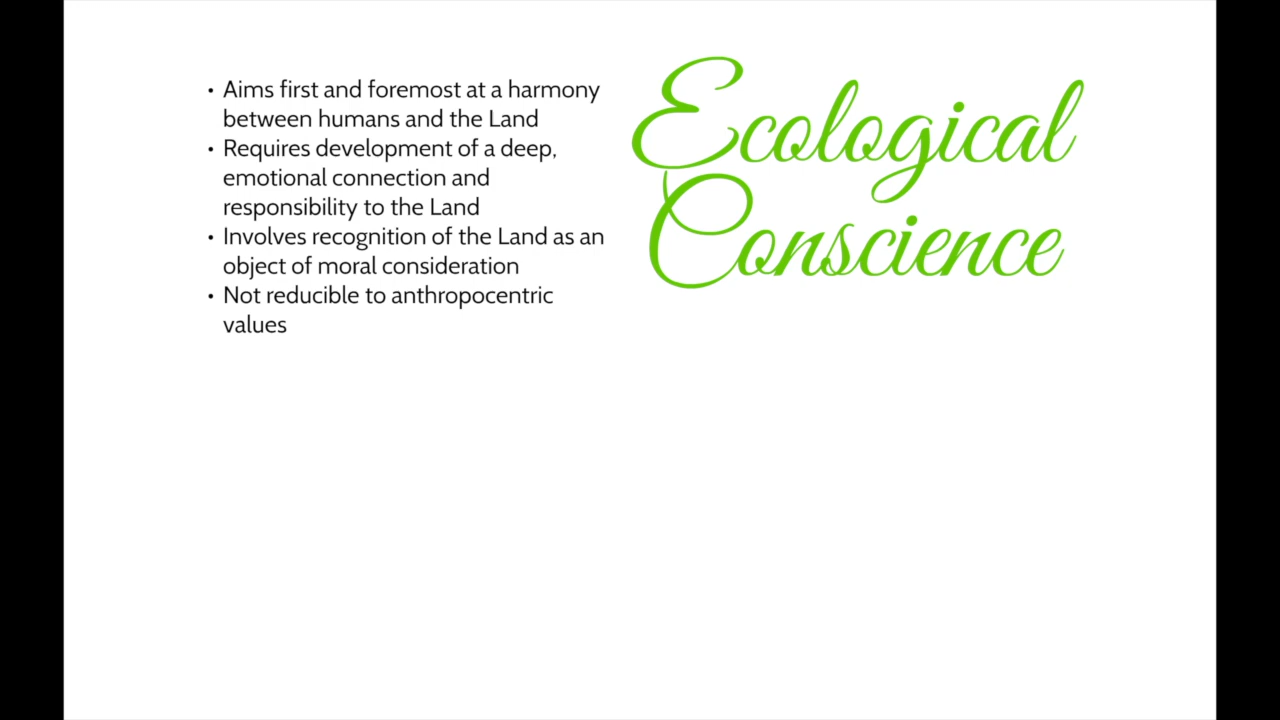 • Aims first and foremost at a harmony
between humans and the Land
• Requires development of a deep,
emotional connection and
responsibility to the Land
• Involves recognition of the Land as an
object of moral consideration
• Not reducible to anthropocentric
values
Ecological
Conscience